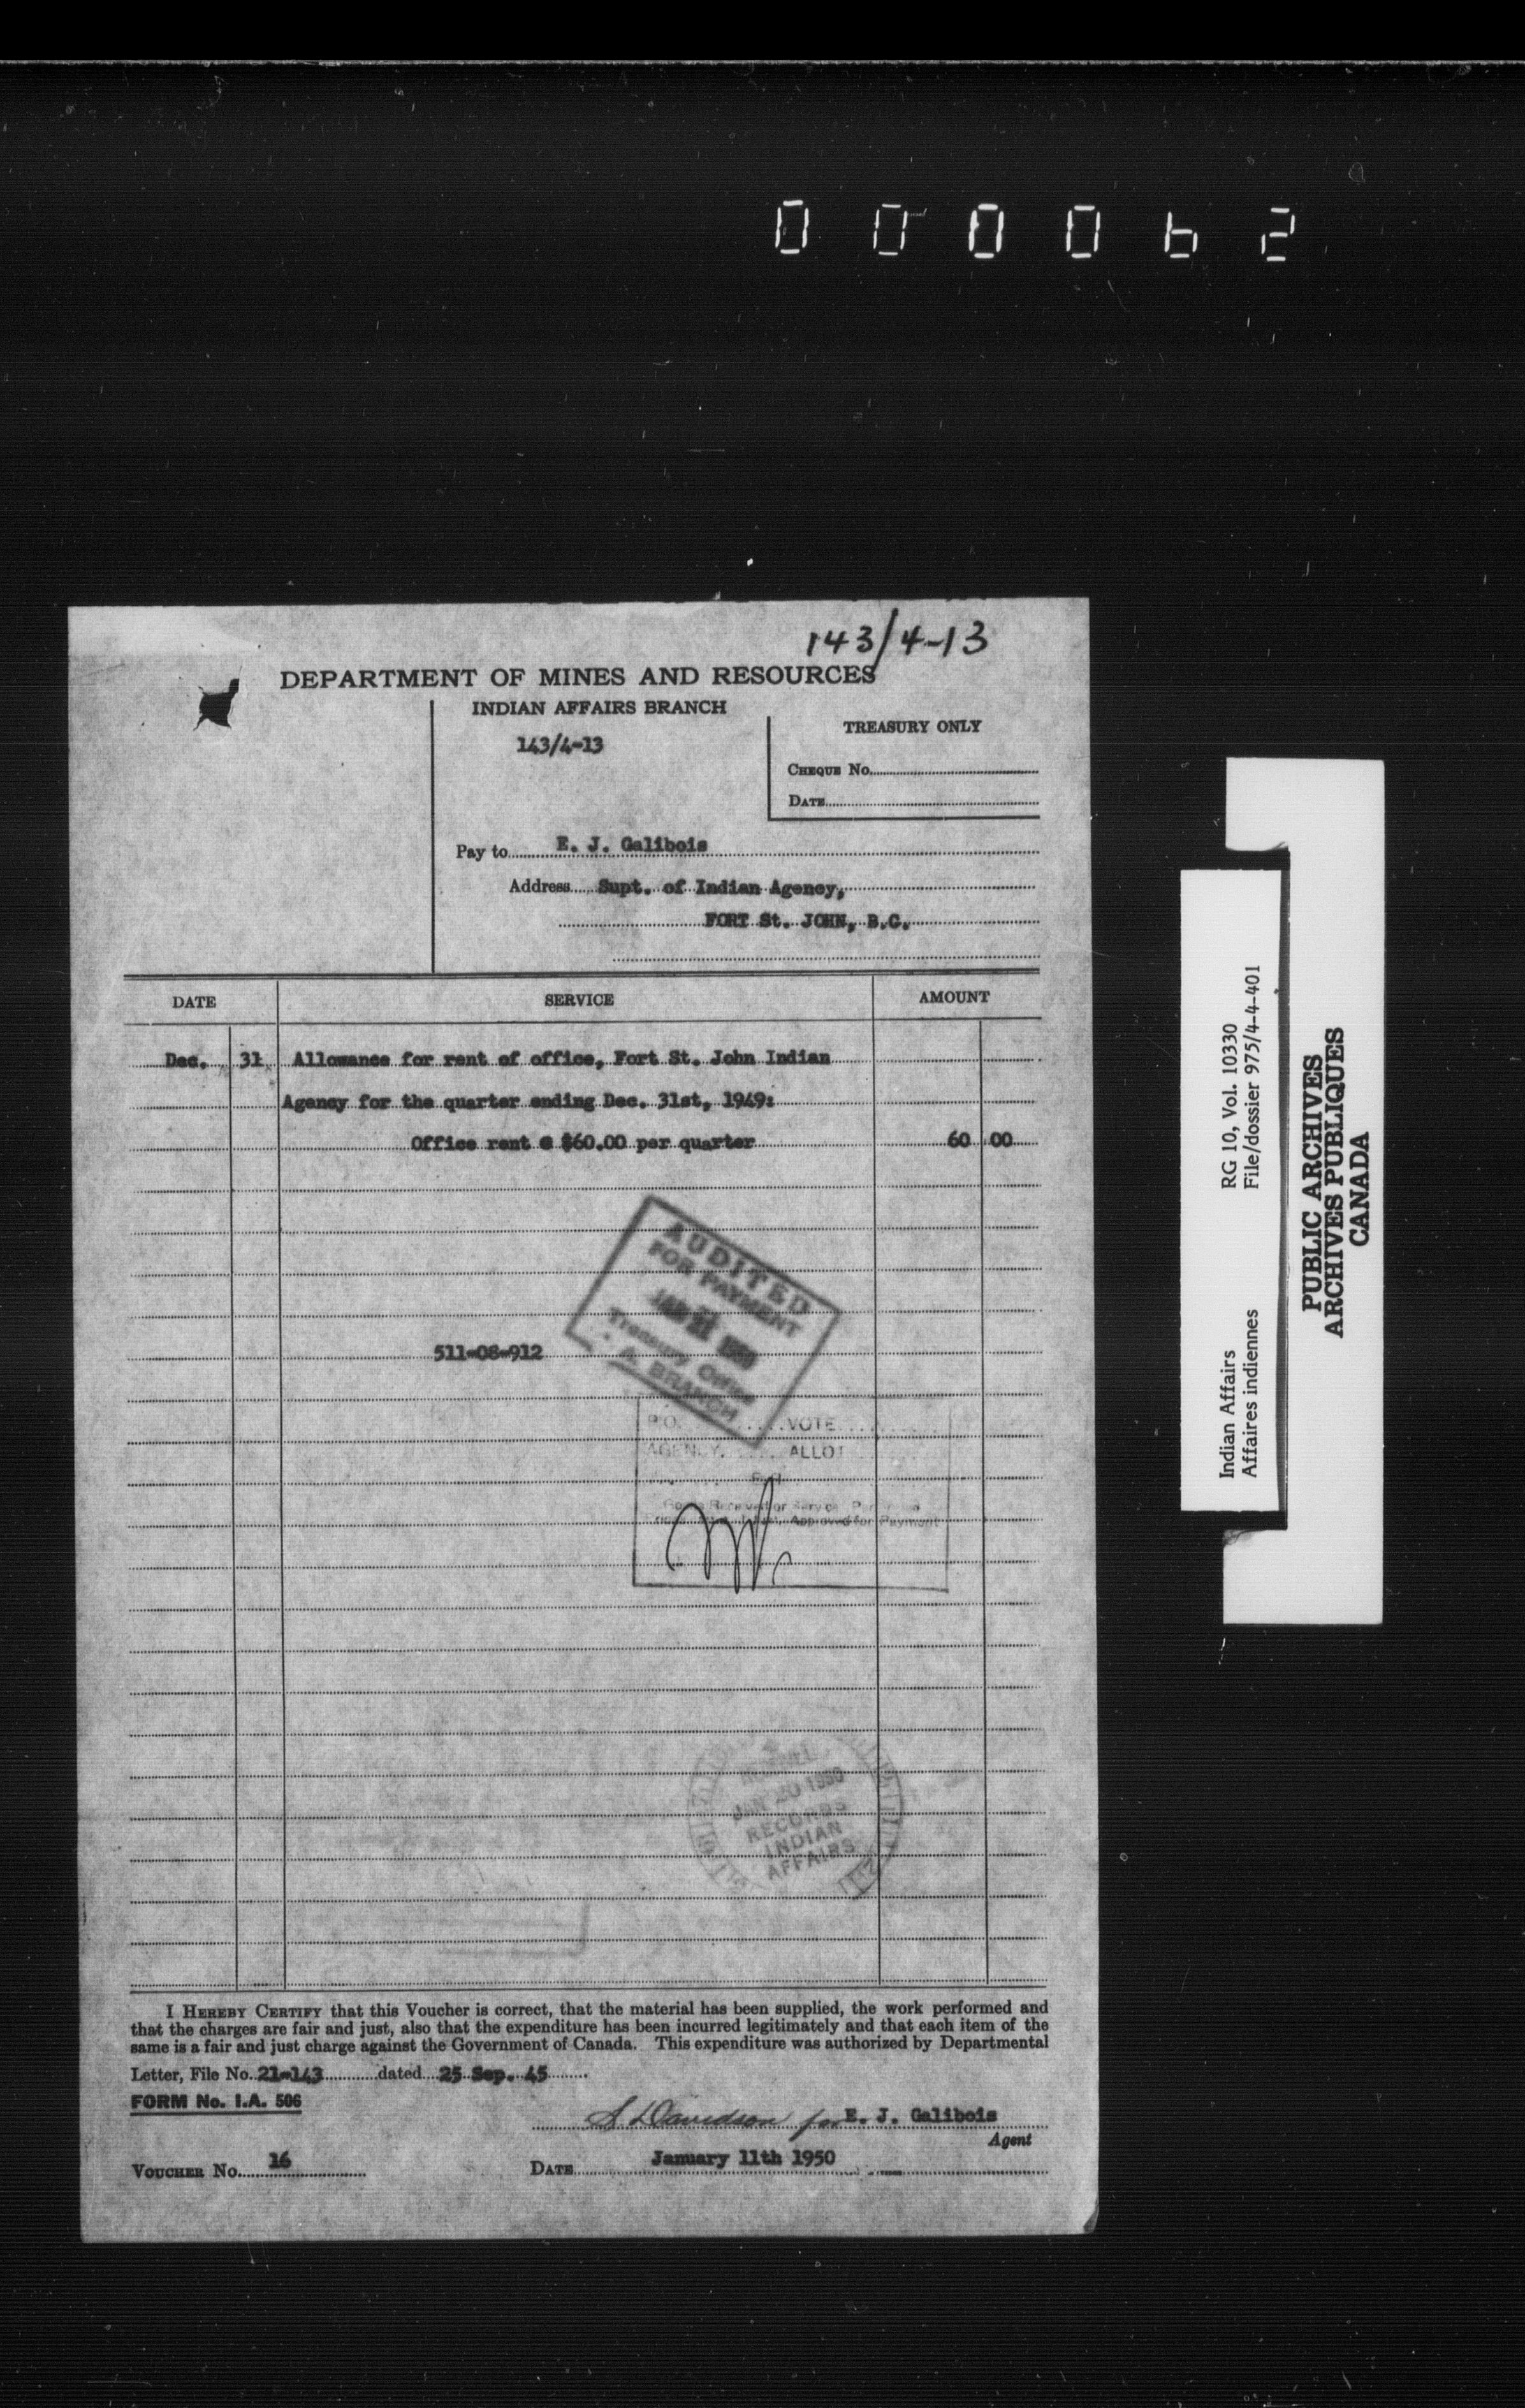 000062
143/4-13
DEPARTMENT OF MINES AND RESOURCES
INDIAN AFFAIRS BRANCH
143/4-13
TREASURY ONLY
CHEQUE No.
DATE
Pay to E. J. Galibois
Address Supt. of Indian Agency,
FORT St. JOHN, B.C.
DATE SERVICE AMOUNT
Dec. 31 Allowance for rent of office, Fort St. John Indian
Agency for the quarter ending Dec. 31st, 1949:
Office rent @ $60.00 per quarter 60 00
AUDITED
FOR PAYMENT
Treasury Office
A. BRANCH
511-08-912
P.O. VOTE
AGENCY ALLOT
Approved for Payment
JAN 20 1950
RECORDS
INDIAN
AFFAIRS
I HEREBY CERTIFY that this Voucher is correct, that the material has been supplied, the work performed and
that the charges are fair and just, also that the expenditure has been incurred legitimately and that each item of the
same is a fair and just charge against the Government of Canada. This expenditure was authorized by Departmental
Letter, File No. 21-143 dated 25 Sep. 45
FORM No. I.A. 506
S Davidson for E. J. Galibois
Agent
VOUCHER No. 16 DATE January 11th 1950
Indian Affairs RG 10, Vol. 10330
Affaires indiennes File/dossier 975/4-4-401
PUBLIC ARCHIVES
ARCHIVES PUBLIQUES
CANADA